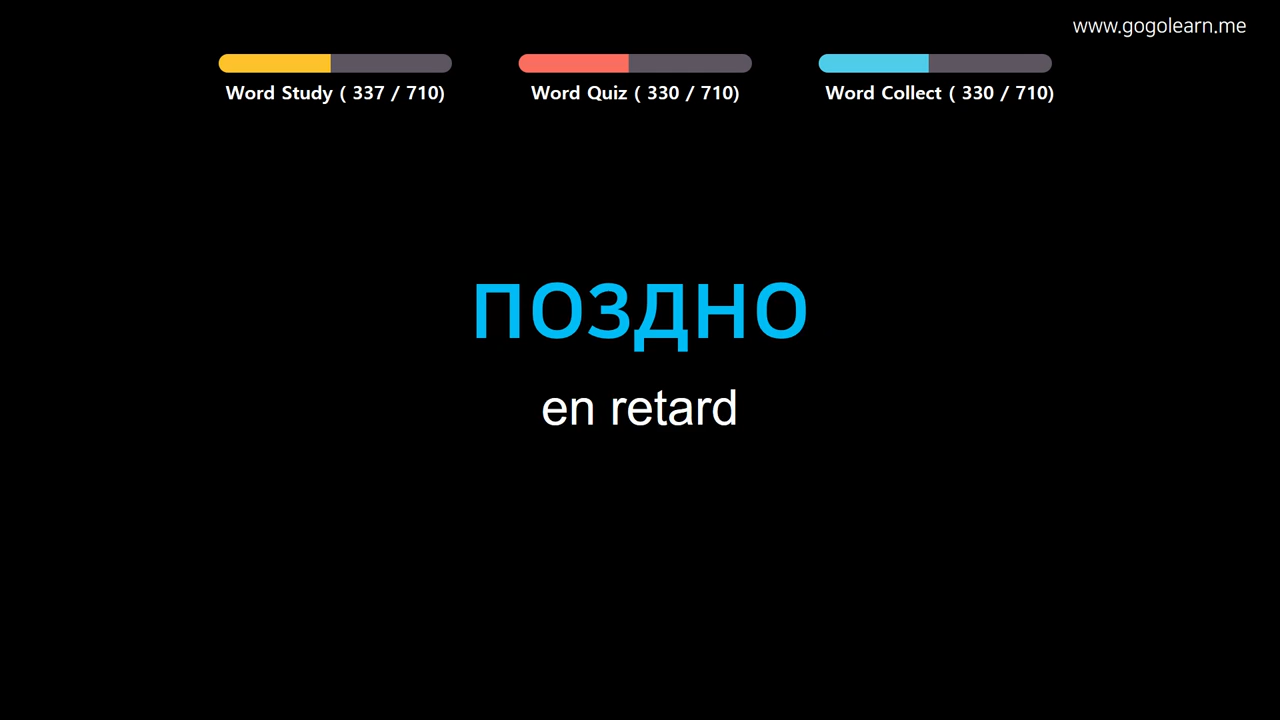 www.gogolearn.me
Word Study ( 337 / 710)
Word Quiz ( 330 / 710)
Word Collect ( 330 / 710)
поздно
en retard